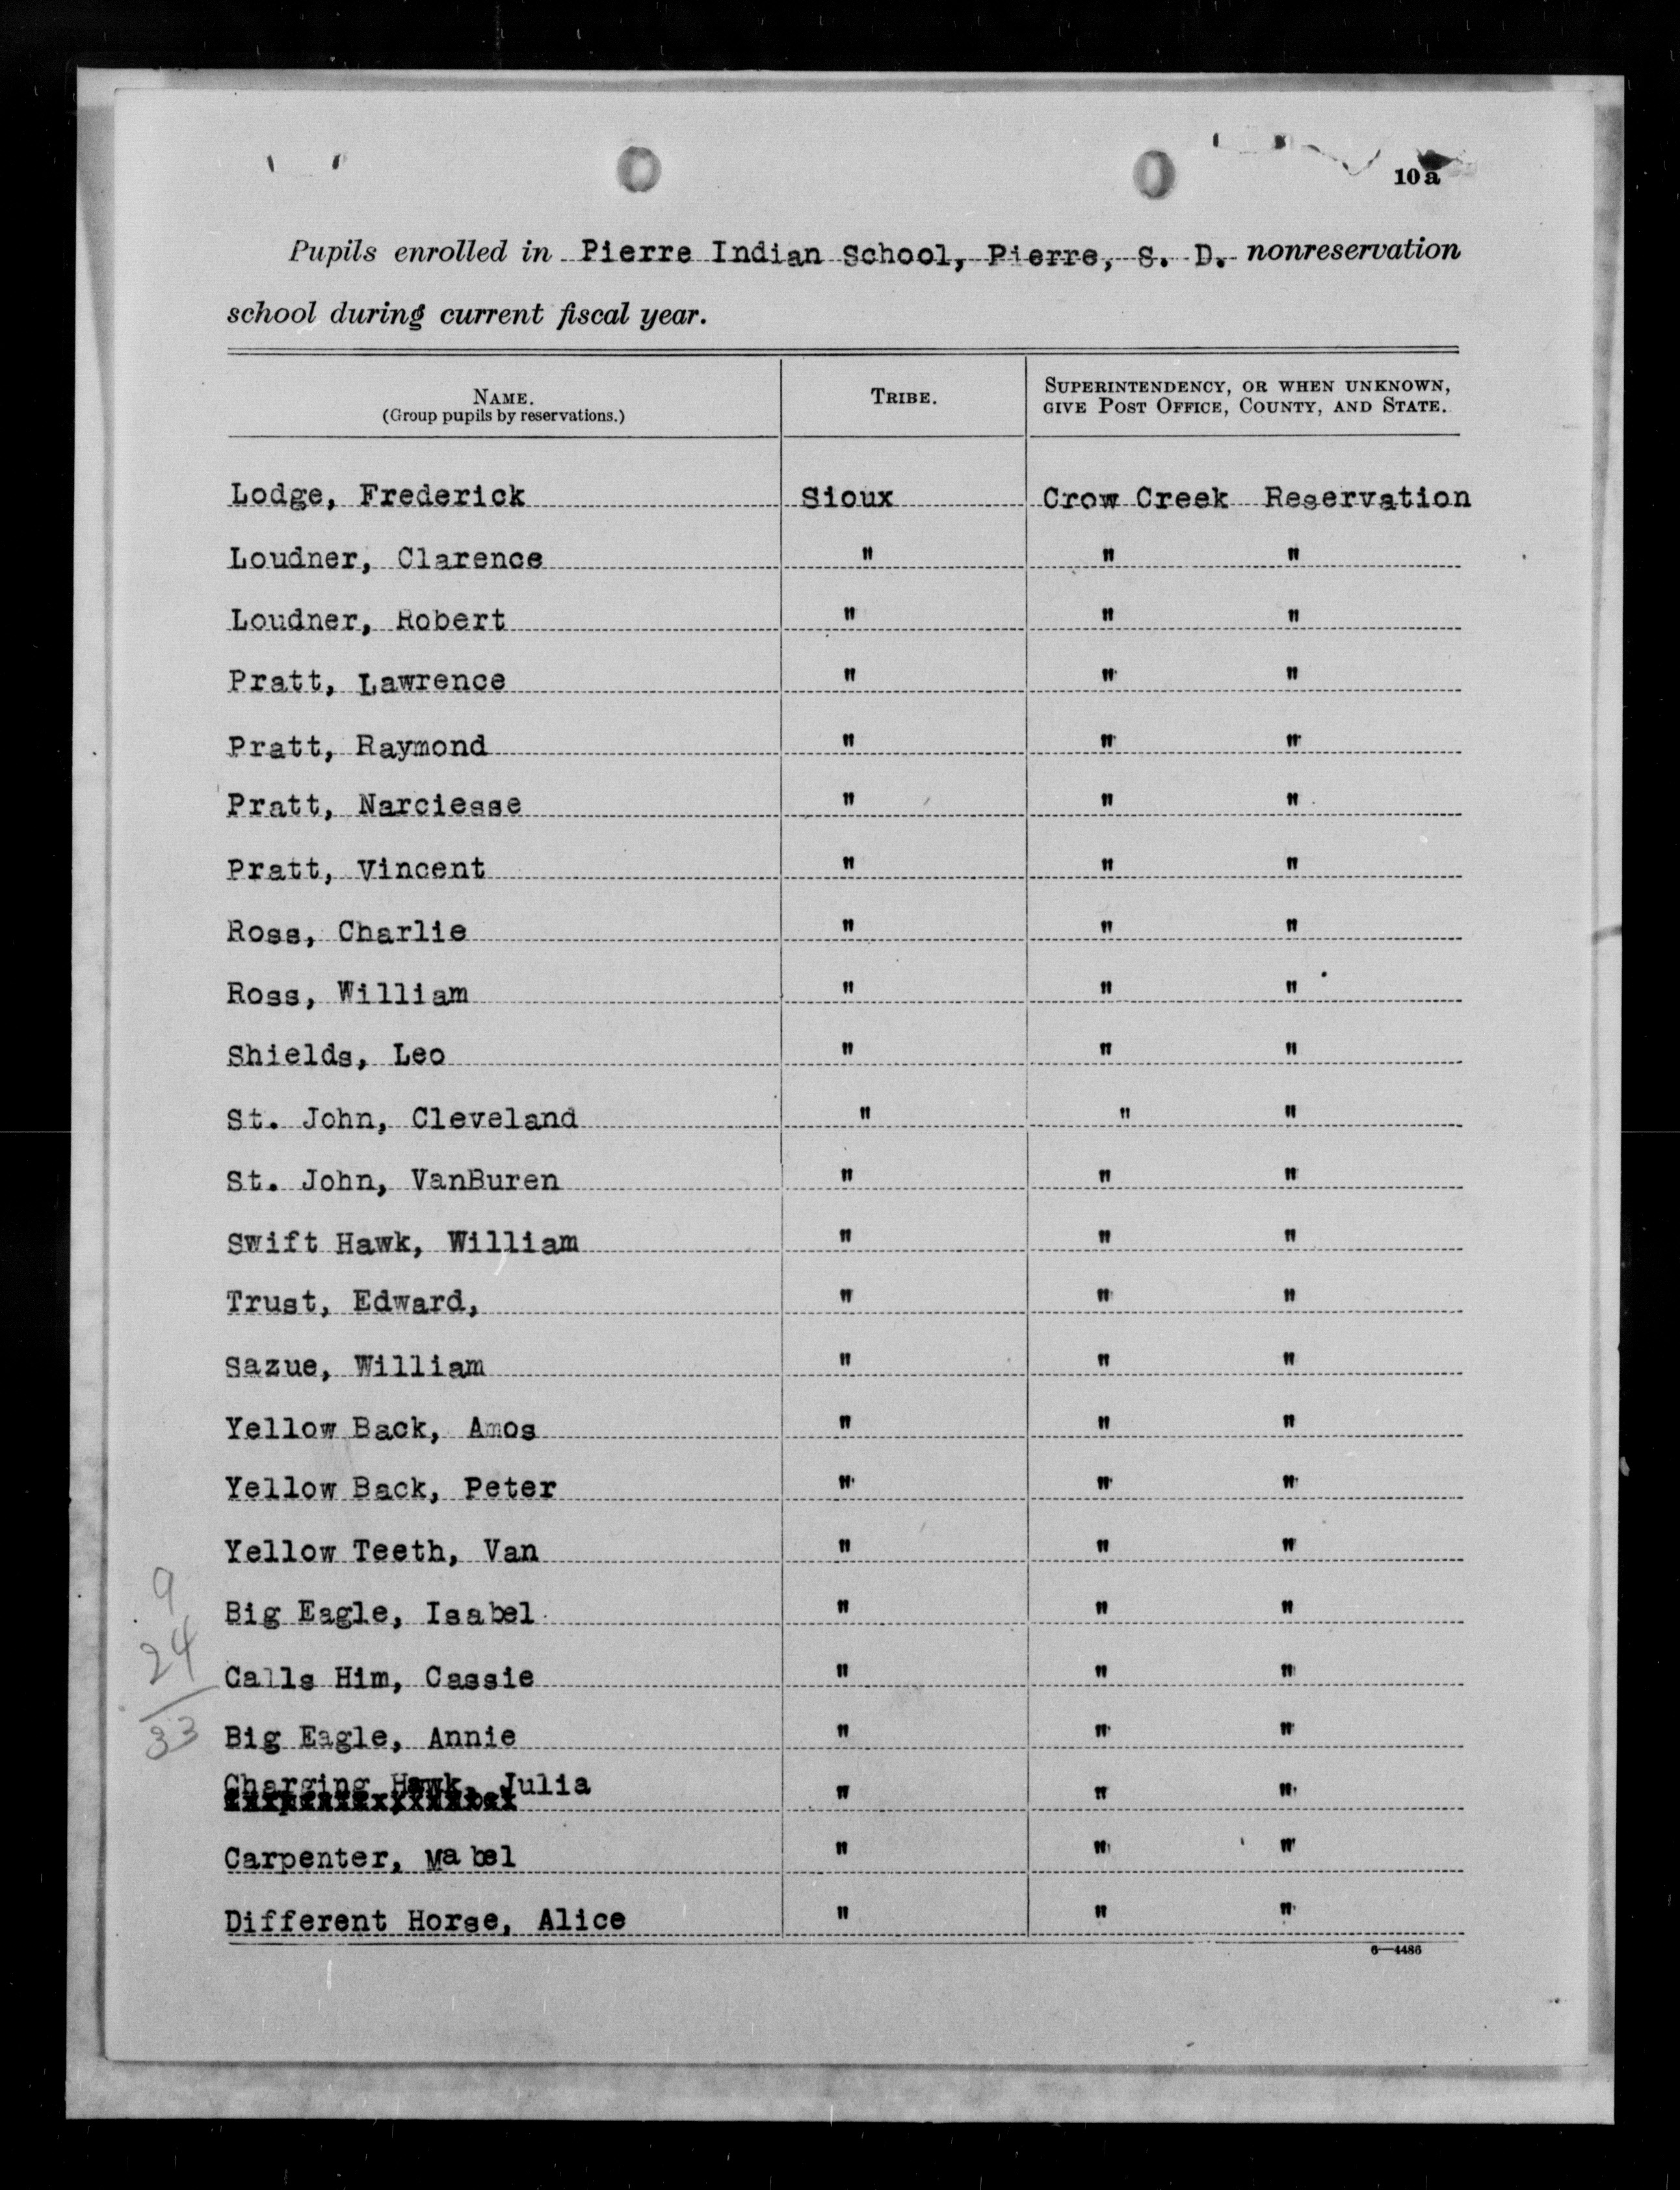 10 a
Pupils enrolled in Pierre Indian School, Pierre, S. D. nonreservation
school during current fiscal year.
NAME. TRIBE. SUPERINTENDENCY, OR WHEN UNKNOWN,
(Group pupils by reservations.) GIVE POST OFFICE, COUNTY, AND STATE.
Lodge, Frederick Sioux Crow Creek Reservation
Loudner, Clarence " " "
Loudner, Robert " " "
Pratt, Lawrence " " "
Pratt, Raymond " " "
Pratt, Narciesse " " "
Pratt, Vincent " " "
Ross, Charlie " " "
Ross, William " " "
Shields, Leo " " "
St. John, Cleveland " " "
St. John, VanBuren " " "
Swift Hawk, William " " "
Trust, Edward, " " "
Sazue, William " " "
Yellow Back, Amos " " "
Yellow Back, Peter " " "
Yellow Teeth, Van " " "
9
Big Eagle, Isabel " " "
24
Calls Him, Cassie " " "
33
Big Eagle, Annie " " "
Charging Hawk, Julia " " "
Carpenter, Mabel " " "
Different Horse, Alice " " "
6—4486